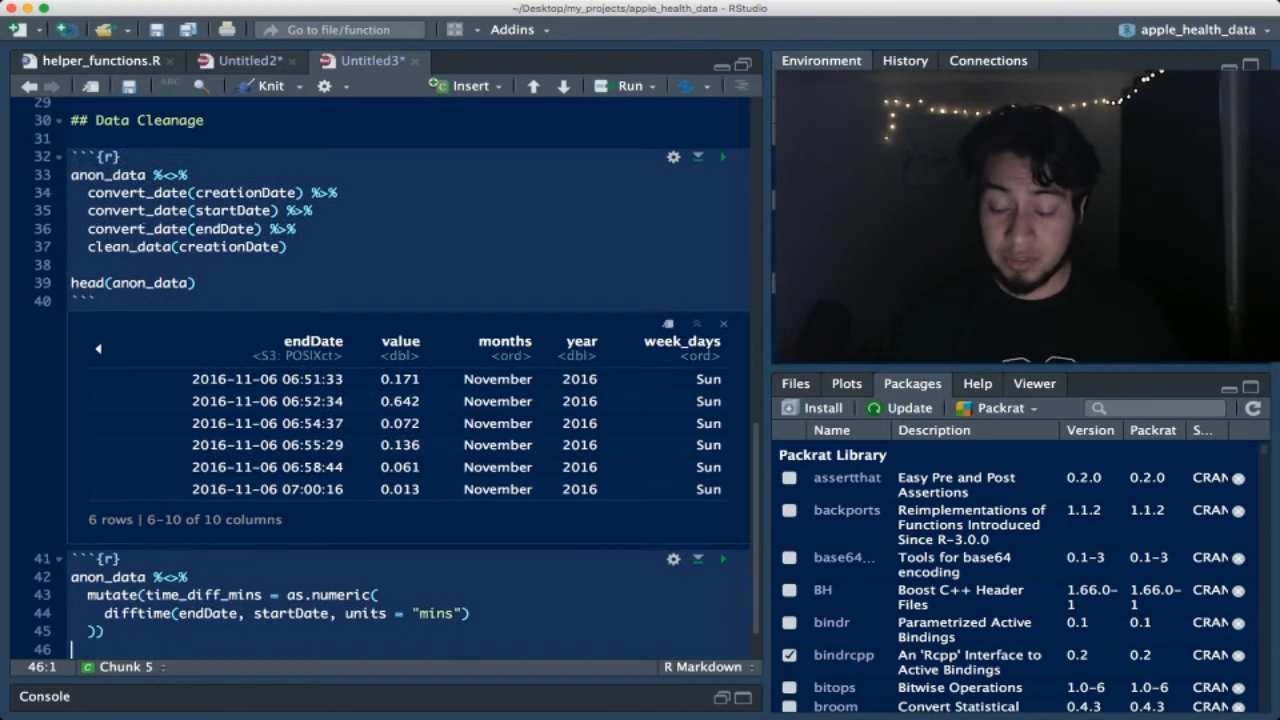 ~/Desktop/my_projects/apple_health_data - RStudio
Go to file/function
Addins
apple_health_data
helper_functions.R
Untitled2*
Untitled3*
ABC
Knit
Insert
Run
29
30 ## Data Cleanage
31
32 ```{r}
33 anon_data %<>%
34 convert_date(creationDate) %>%
35 convert_date(startDate) %>%
36 convert_date(endDate) %>%
37 clean_data(creationDate)
38
39 head(anon_data)
40 ```
endDate value months year week_days
<S3: POSIXct> <dbl> <ord> <dbl> <ord>
2016-11-06 06:51:33 0.171 November 2016 Sun
2016-11-06 06:52:34 0.642 November 2016 Sun
2016-11-06 06:54:37 0.072 November 2016 Sun
2016-11-06 06:55:29 0.136 November 2016 Sun
2016-11-06 06:58:44 0.061 November 2016 Sun
2016-11-06 07:00:16 0.013 November 2016 Sun
6 rows | 6-10 of 10 columns
41 ```{r}
42 anon_data %<>%
43 mutate(time_diff_mins = as.numeric(
44 difftime(endDate, startDate, units = "mins")
45 ))
46
46:1 Chunk 5 R Markdown
Console
Environment History Connections
Files Plots Packages Help Viewer
Install Update Packrat
Name Description Version Packrat S...
Packrat Library
assertthat Easy Pre and Post 0.2.0 0.2.0 CRAN
Assertions
backports Reimplementations of 1.1.2 1.1.2 CRAN
Functions Introduced
Since R-3.0.0
base64... Tools for base64 0.1-3 0.1-3 CRAN
encoding
BH Boost C++ Header 1.66.0- 1.66.0- CRAN
Files 1 1
bindr Parametrized Active 0.1 0.1 CRAN
Bindings
bindrcpp An 'Rcpp' Interface to 0.2 0.2 CRAN
Active Bindings
bitops Bitwise Operations 1.0-6 1.0-6 CRAN
broom Convert Statistical 0.4.3 0.4.3 CRAN